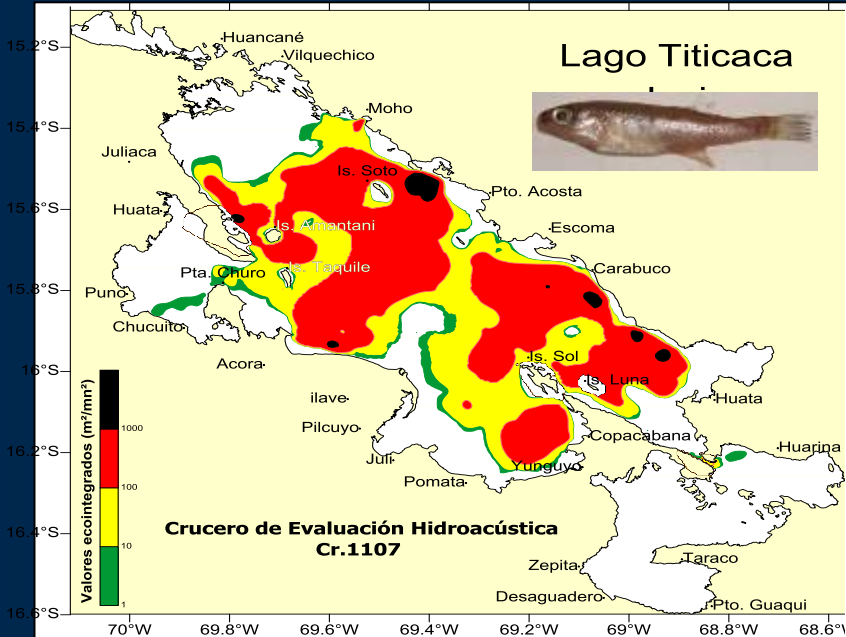 Lago Titicaca
15.2°S
15.4°S
15.6°S
15.8°S
16°S
16.2°S
16.4°S
16.6°S
Huancané
Vilquechico
Moho
Juliaca
Is. Soto
Pto. Acosta
Huata
Is. Amantani
Escoma
Is. Taquile
Pta. Churo
Carabuco
Puno
Chucuito
Acora
Is. Sol
Is. Luna
ilave
Huata
Pilcuyo
Copacabana
Huarina
Juli
Yunguyo
Pomata
Valores ecointegrados (m²/mn²)
1000
100
10
1
Crucero de Evaluación Hidroacústica
Cr.1107
Zepita
Taraco
Desaguadero
Pto. Guaqui
70°W
69.8°W
69.6°W
69.4°W
69.2°W
69°W
68.8°W
68.6°W